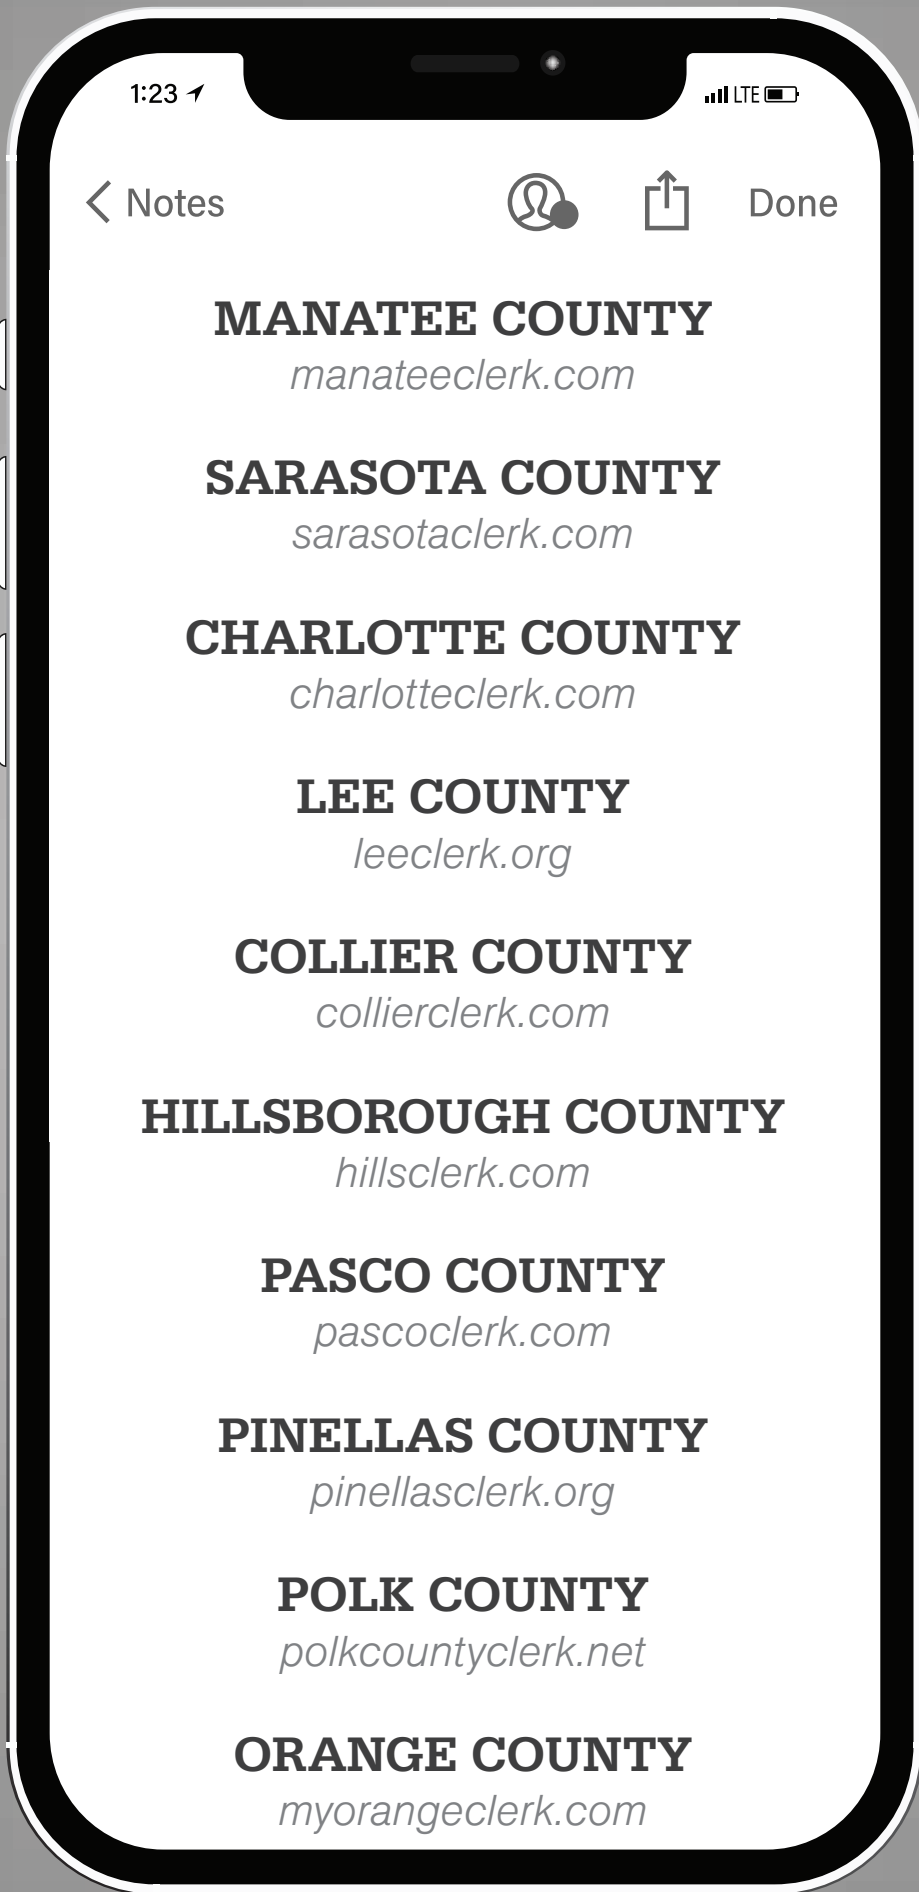 1:23 LTE
Notes Done
MANATEE COUNTY
manateeclerk.com
SARASOTA COUNTY
sarasotaclerk.com
CHARLOTTE COUNTY
charlotteclerk.com
LEE COUNTY
leeclerk.org
COLLIER COUNTY
collierclerk.com
HILLSBOROUGH COUNTY
hillsclerk.com
PASCO COUNTY
pascoclerk.com
PINELLAS COUNTY
pinellasclerk.org
POLK COUNTY
polkcountyclerk.net
ORANGE COUNTY
myorangeclerk.com